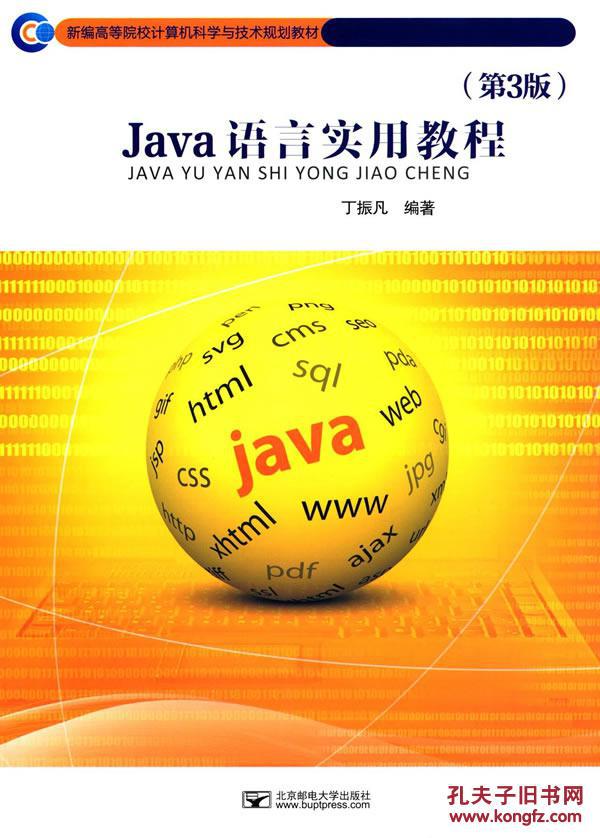 新编高等院校计算机科学与技术规划教材
（第3版）
Java 语言实用教程
JAVA YU YAN SHI YONG JIAO CHENG
丁振凡 编著
pen png
php svg cms seo
gif html sql pda
jsp css java web
http xhtml www jpg
pdf ajax
ssl
北京邮电大学出版社
www.buptpress.com
孔夫子旧书网
www.kongfz.com